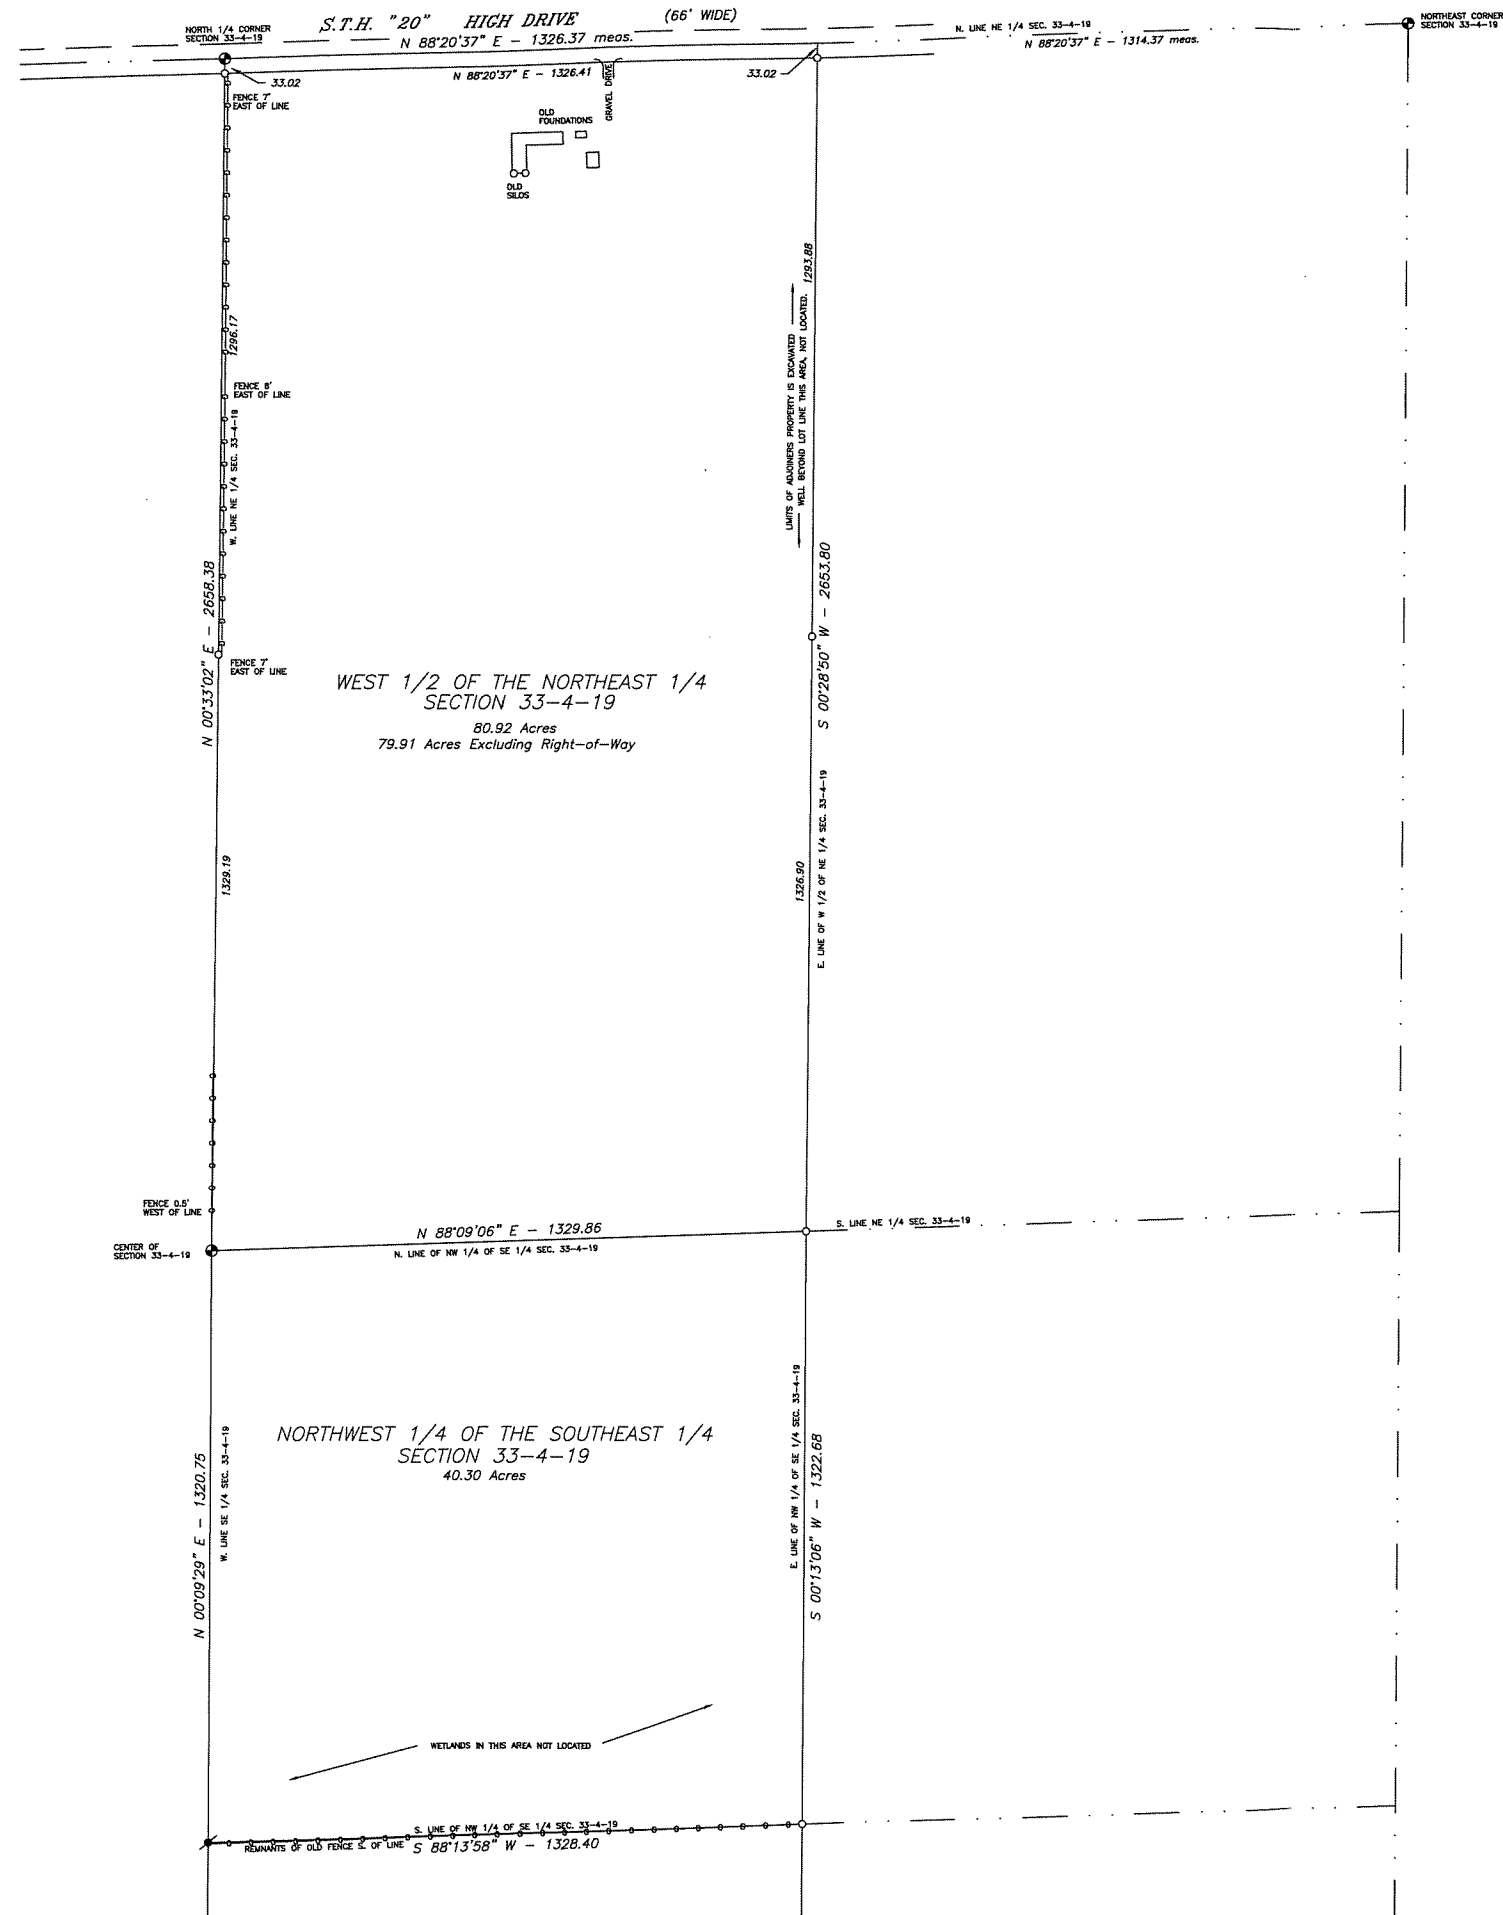 S.T.H. "20" HIGH DRIVE (66' WIDE)
NORTH 1/4 CORNER
SECTION 33-4-19
N 88°20'37" E - 1326.37 meas.
N. LINE NE 1/4 SEC. 33-4-19
N 88°20'37" E - 1314.37 meas.
NORTHEAST CORNER
SECTION 33-4-19
33.02
N 88°20'37" E - 1326.41
GRAVEL DRIVE
33.02
FENCE 7'
EAST OF LINE
OLD
FOUNDATIONS
OLD
SILOS
1296.17
FENCE 8'
EAST OF LINE
W. LINE NE 1/4 SEC. 33-4-19
N 00°33'02" E - 2658.38
FENCE 7'
EAST OF LINE
LIMITS OF ADJOINERS PROPERTY IS EXCAVATED
WELL BEYOND LOT LINE THIS AREA, NOT LOCATED.
1293.88
S 00°28'50" W - 2653.80
WEST 1/2 OF THE NORTHEAST 1/4
SECTION 33-4-19
80.92 Acres
79.91 Acres Excluding Right-of-Way
1329.19
1326.90
E. LINE OF W 1/2 OF NE 1/4 SEC. 33-4-19
FENCE 0.5'
WEST OF LINE
CENTER OF
SECTION 33-4-19
N 88°09'06" E - 1329.86
N. LINE OF NW 1/4 OF SE 1/4 SEC. 33-4-19
S. LINE NE 1/4 SEC. 33-4-19
NORTHWEST 1/4 OF THE SOUTHEAST 1/4
SECTION 33-4-19
40.30 Acres
N 00°09'29" E - 1320.75
W. LINE SE 1/4 SEC. 33-4-19
E. LINE OF NW 1/4 OF SE 1/4 SEC. 33-4-19
S 00°13'06" W - 1322.68
WETLANDS IN THIS AREA NOT LOCATED
S. LINE OF NW 1/4 OF SE 1/4 SEC. 33-4-19
REMNANTS OF OLD FENCE S. OF LINE
S 88°13'58" W - 1328.40